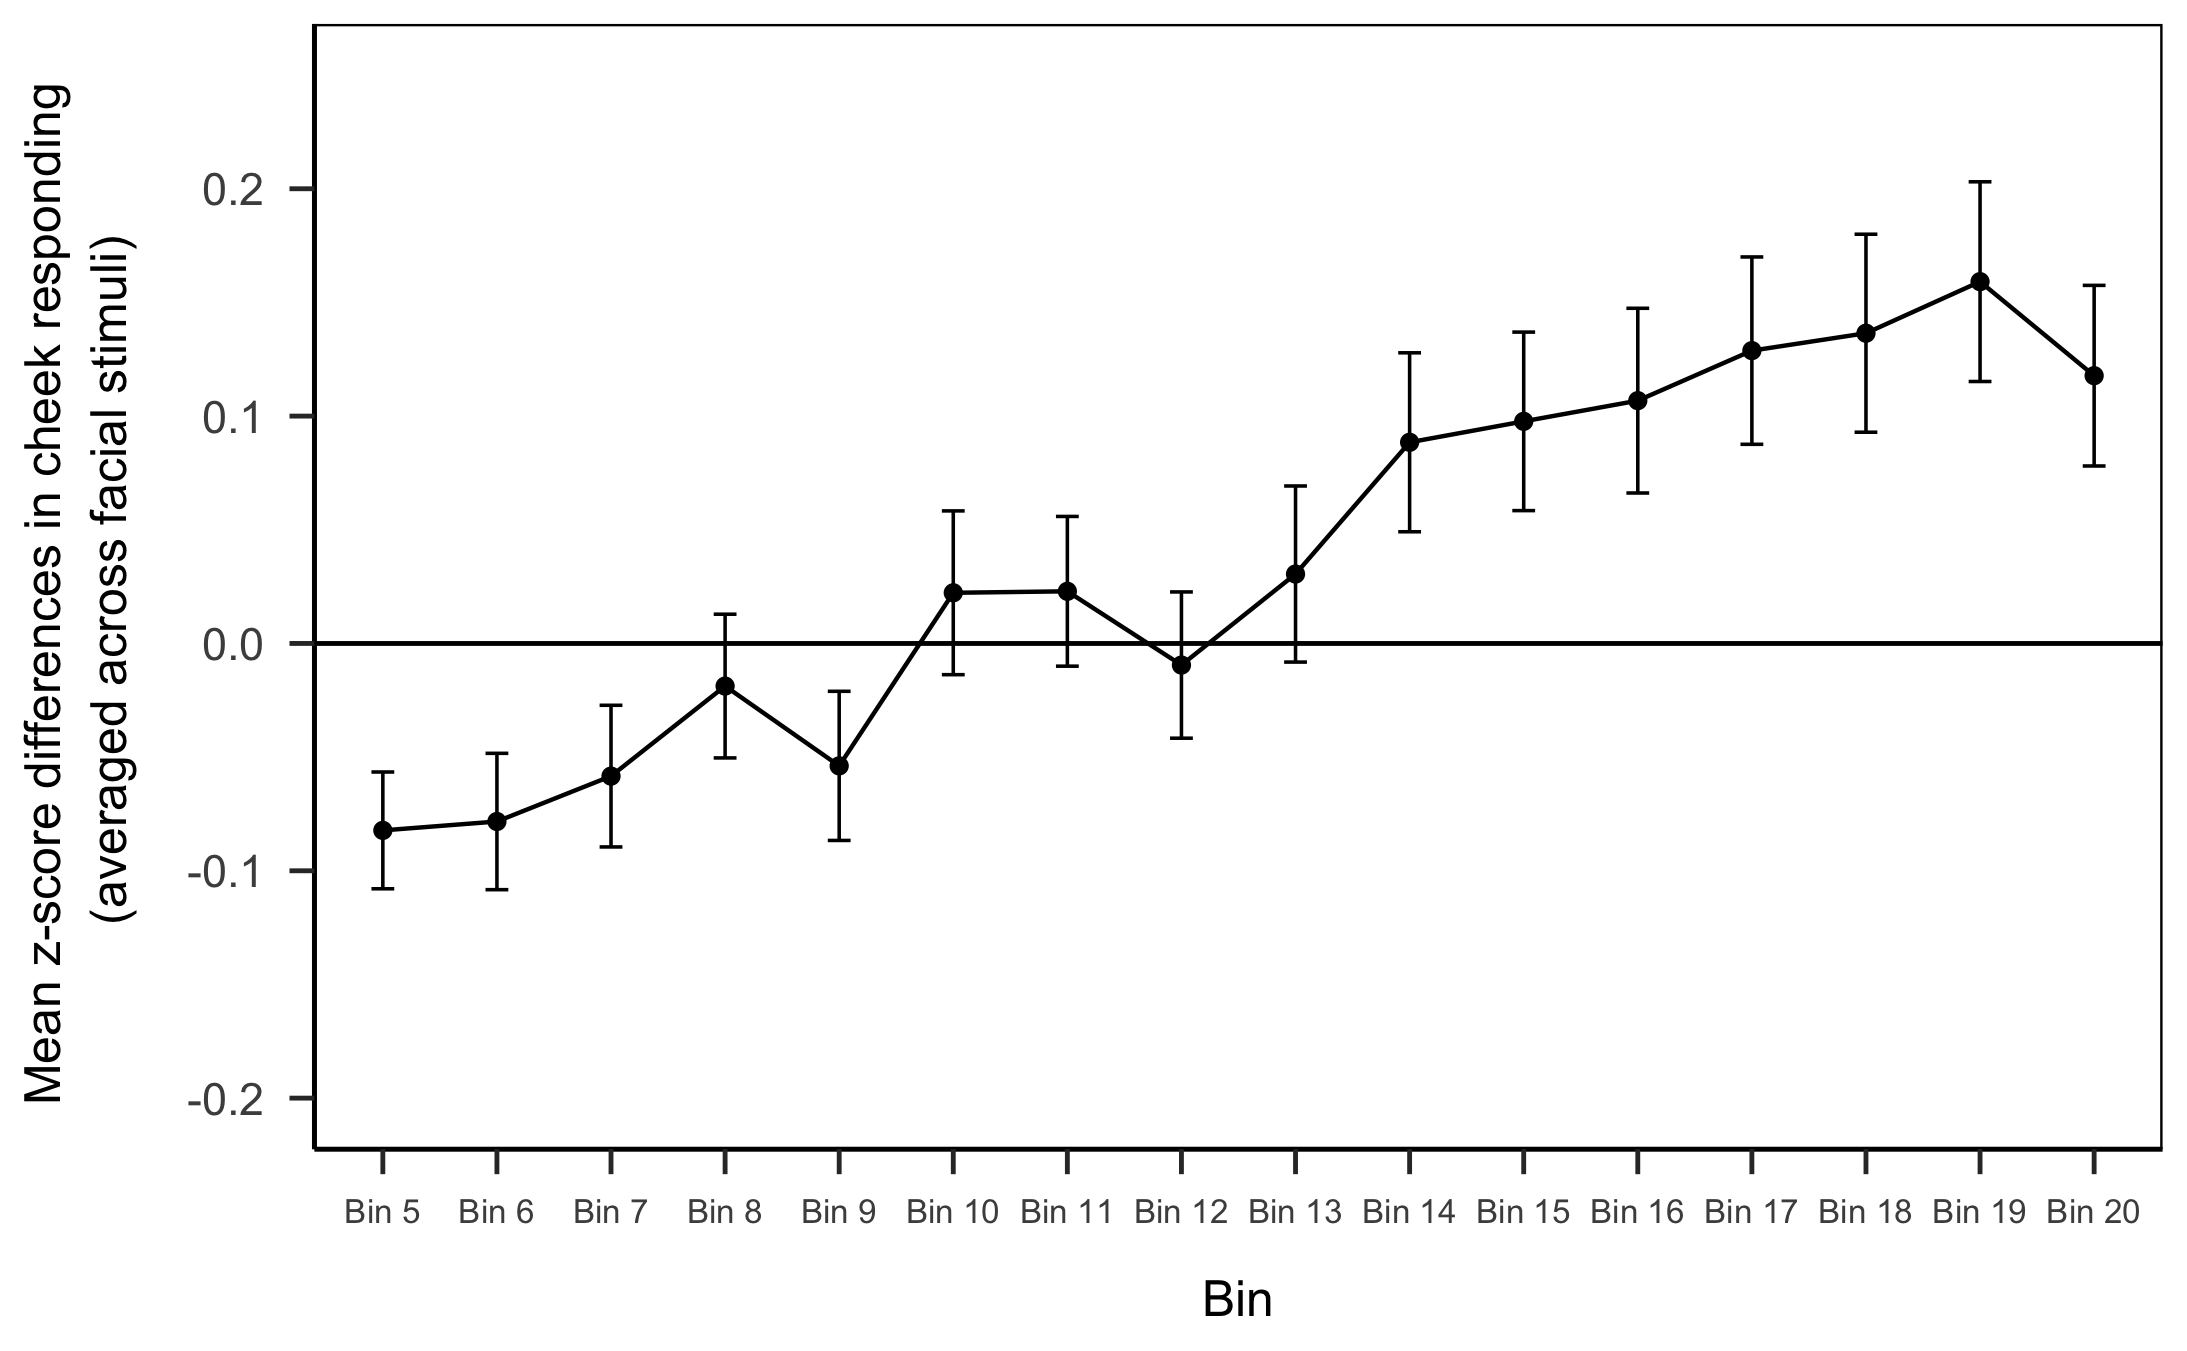 Mean z-score differences in cheek responding
(averaged across facial stimuli)
0.2
0.1
0.0
-0.1
-0.2
Bin 5 Bin 6 Bin 7 Bin 8 Bin 9 Bin 10 Bin 11 Bin 12 Bin 13 Bin 14 Bin 15 Bin 16 Bin 17 Bin 18 Bin 19 Bin 20
Bin